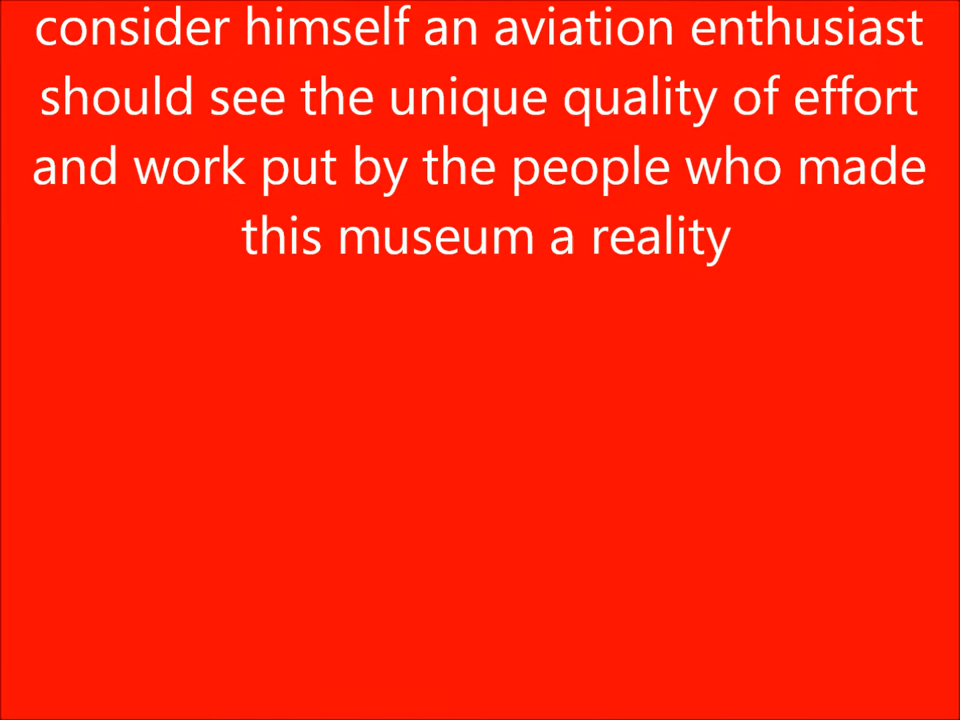 consider himself an aviation enthusiast
should see the unique quality of effort
and work put by the people who made
this museum a reality